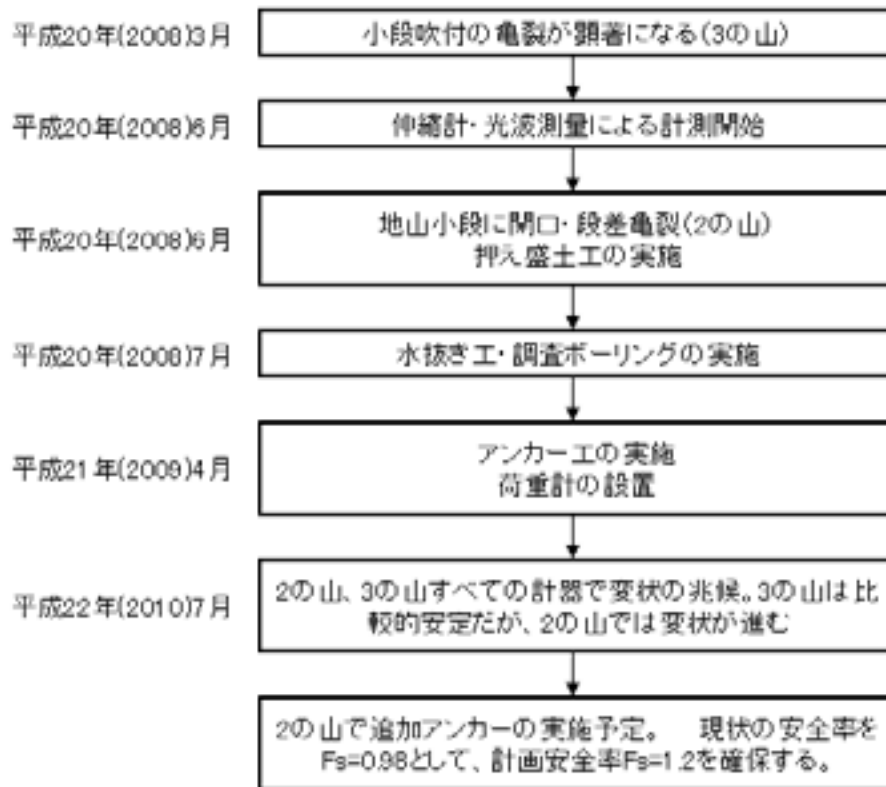 平成20年(2008)3月
小段吹付の亀裂が顕著になる(3の山)
平成20年(2008)6月
伸縮計・光波測量による計測開始
平成20年(2008)6月
地山小段に開口・段差亀裂(2の山)
押え盛土工の実施
平成20年(2008)7月
水抜き工・調査ボーリングの実施
平成21年(2009)4月
アンカー工の実施
荷重計の設置
平成22年(2010)7月
2の山、3の山すべての計器で変状の兆候。3の山は比
較的安定だが、2の山では変状が進む
2の山で追加アンカーの実施予定。 現状の安全率を
Fs=0.98として、計画安全率Fs=1.2を確保する。